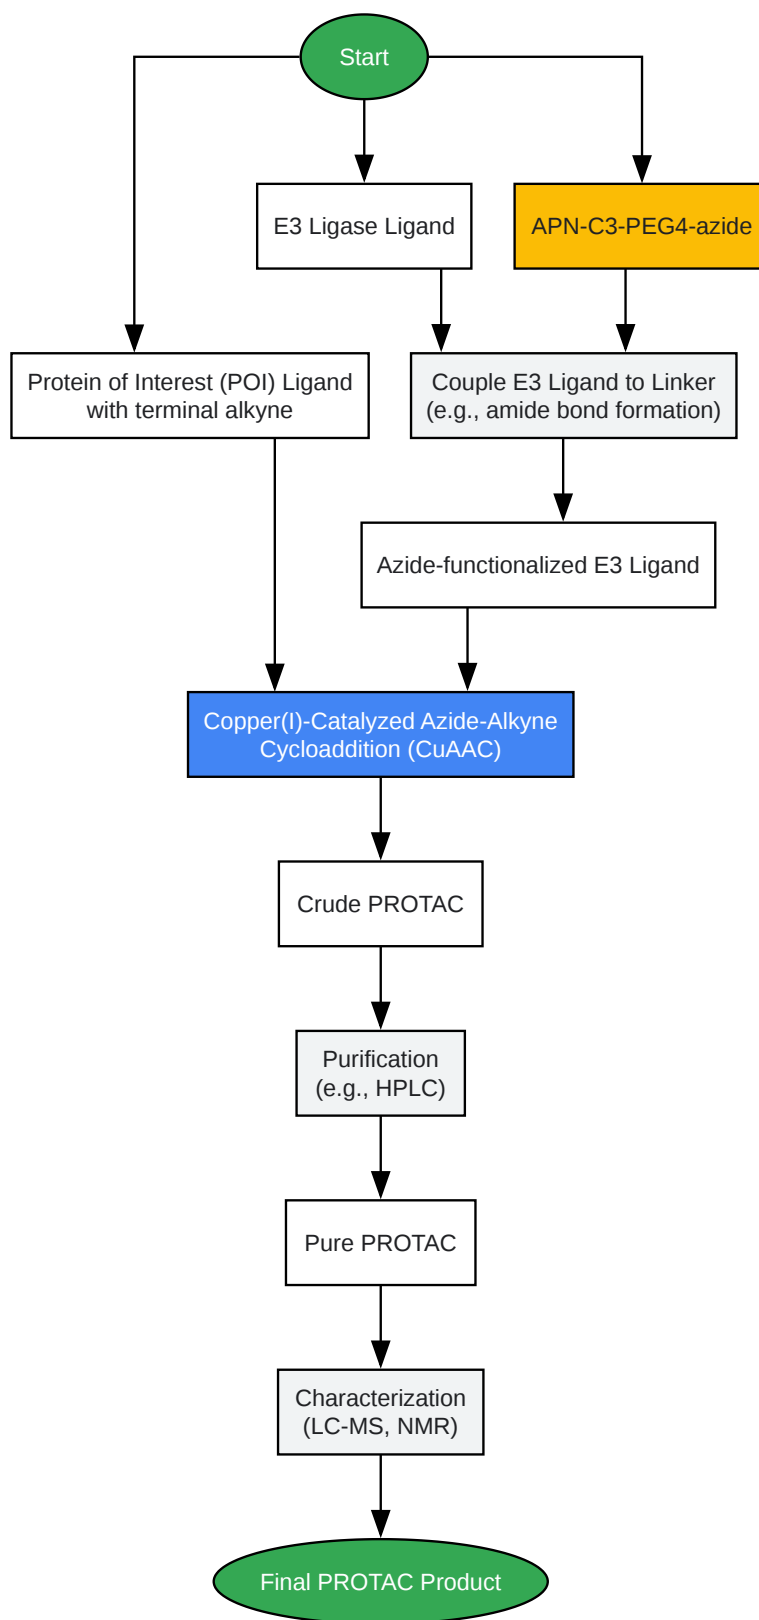 Start
E3 Ligase Ligand
APN-C3-PEG4-azide
Protein of Interest (POI) Ligand
with terminal alkyne
Couple E3 Ligand to Linker
(e.g., amide bond formation)
Azide-functionalized E3 Ligand
Copper(I)-Catalyzed Azide-Alkyne
Cycloaddition (CuAAC)
Crude PROTAC
Purification
(e.g., HPLC)
Pure PROTAC
Characterization
(LC-MS, NMR)
Final PROTAC Product